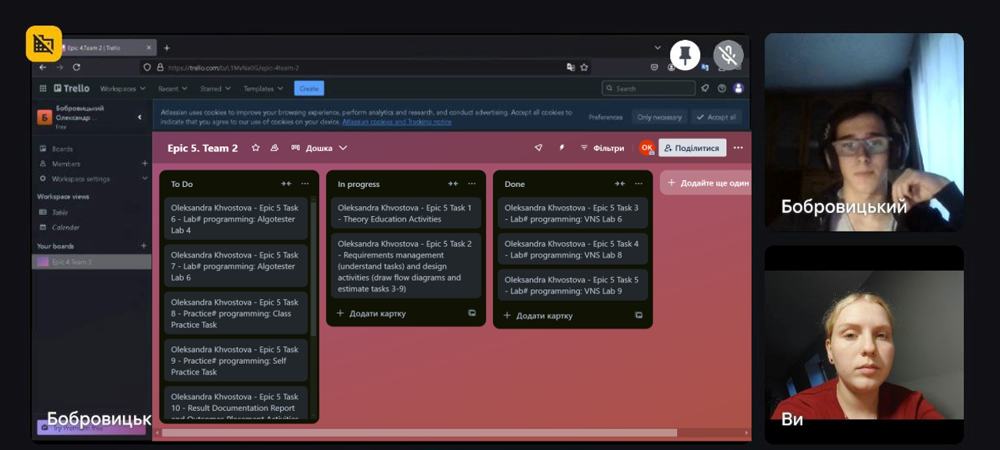 Epic 4.Team 2 | Trello
https://trello.com/b/L1MvNa0G/epic-4team-2
Trello Workspaces Recent Starred Templates Create Search
Бобровицький
Олександр ...
Free
Atlassian uses cookies to improve your browsing experience, perform analytics and research, and conduct advertising. Accept all cookies to
indicate that you agree to our use of cookies on your device. Atlassian cookies and Tracking notice
Preferences Only necessary Accept all
Boards
Members
Workspace settings
Workspace views
Table
Calendar
Your boards
Epic 4.Team 2
Epic 5. Team 2 Дошка Фільтри OK Поділитися
To Do
Oleksandra Khvostova - Epic 5 Task
6 - Lab# programming: Algotester
Lab 4
Oleksandra Khvostova - Epic 5 Task
7 - Lab# programming: Algotester
Lab 6
Oleksandra Khvostova - Epic 5 Task
8 - Practice# programming: Class
Practice Task
Oleksandra Khvostova - Epic 5 Task
9 - Practice# programming: Self
Practice Task
Oleksandra Khvostova - Epic 5 Task
10 - Result Documentation Report
and Outcomes Placement Activities
In progress
Oleksandra Khvostova - Epic 5 Task 1
- Theory Education Activities
Oleksandra Khvostova - Epic 5 Task 2
- Requirements management
(understand tasks) and design
activities (draw flow diagrams and
estimate tasks 3-9)
Додати картку
Done
Oleksandra Khvostova - Epic 5 Task 3
- Lab# programming: VNS Lab 6
Oleksandra Khvostova - Epic 5 Task 4
- Lab# programming: VNS Lab 8
Oleksandra Khvostova - Epic 5 Task 5
- Lab# programming: VNS Lab 9
Додати картку
Додайте ще один
Try Premium free
Бобровицьк
Бобровицький
Ви